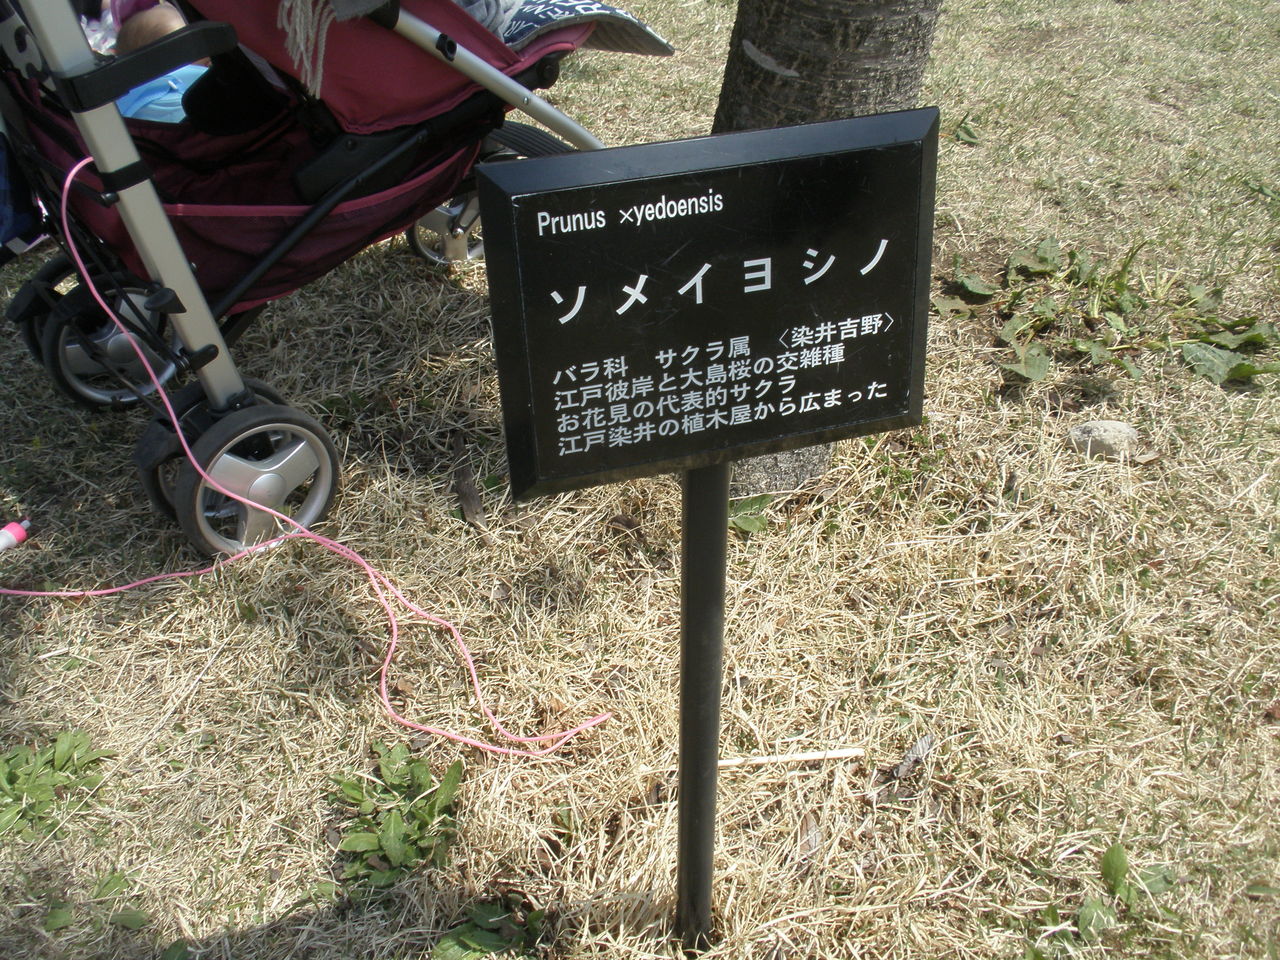 Prunus ×yedoensis
ソメイヨシノ
〈染井吉野〉
バラ科 サクラ属
江戸彼岸と大島桜の交雑種
お花見の代表的サクラ
江戸染井の植木屋から広まった